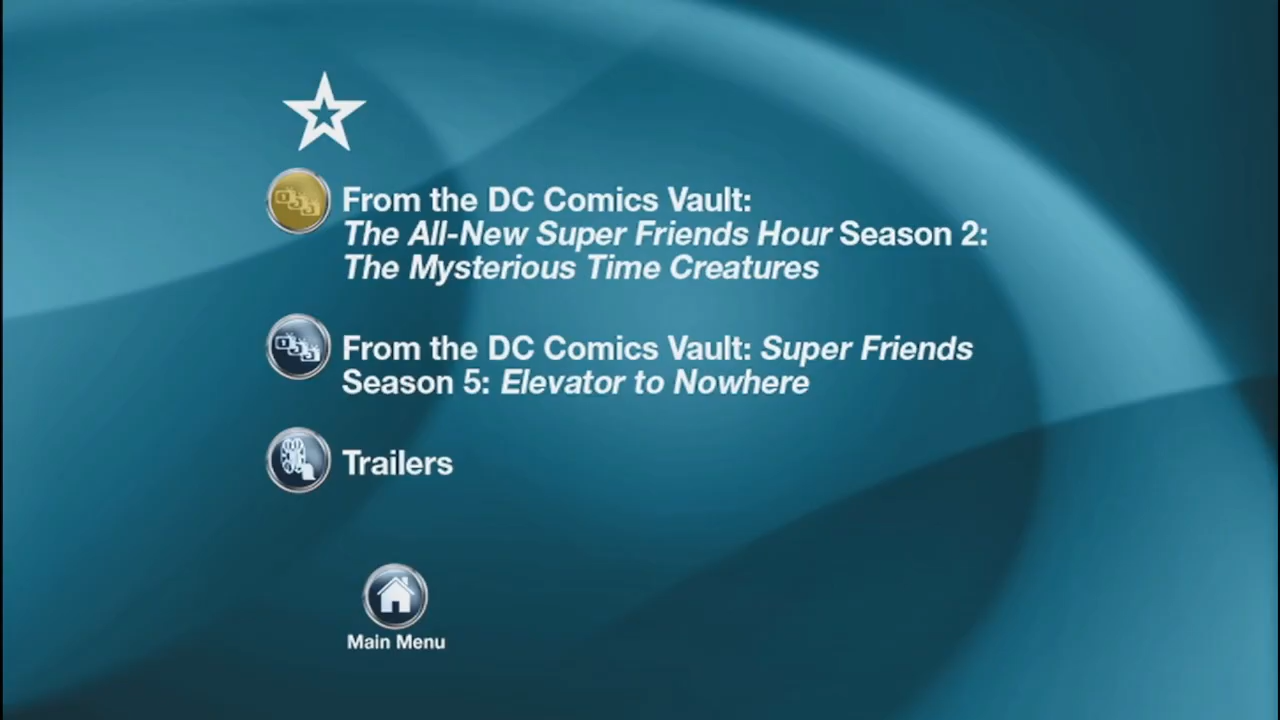 From the DC Comics Vault:
The All-New Super Friends Hour Season 2:
The Mysterious Time Creatures
From the DC Comics Vault: Super Friends
Season 5: Elevator to Nowhere
Trailers
Main Menu